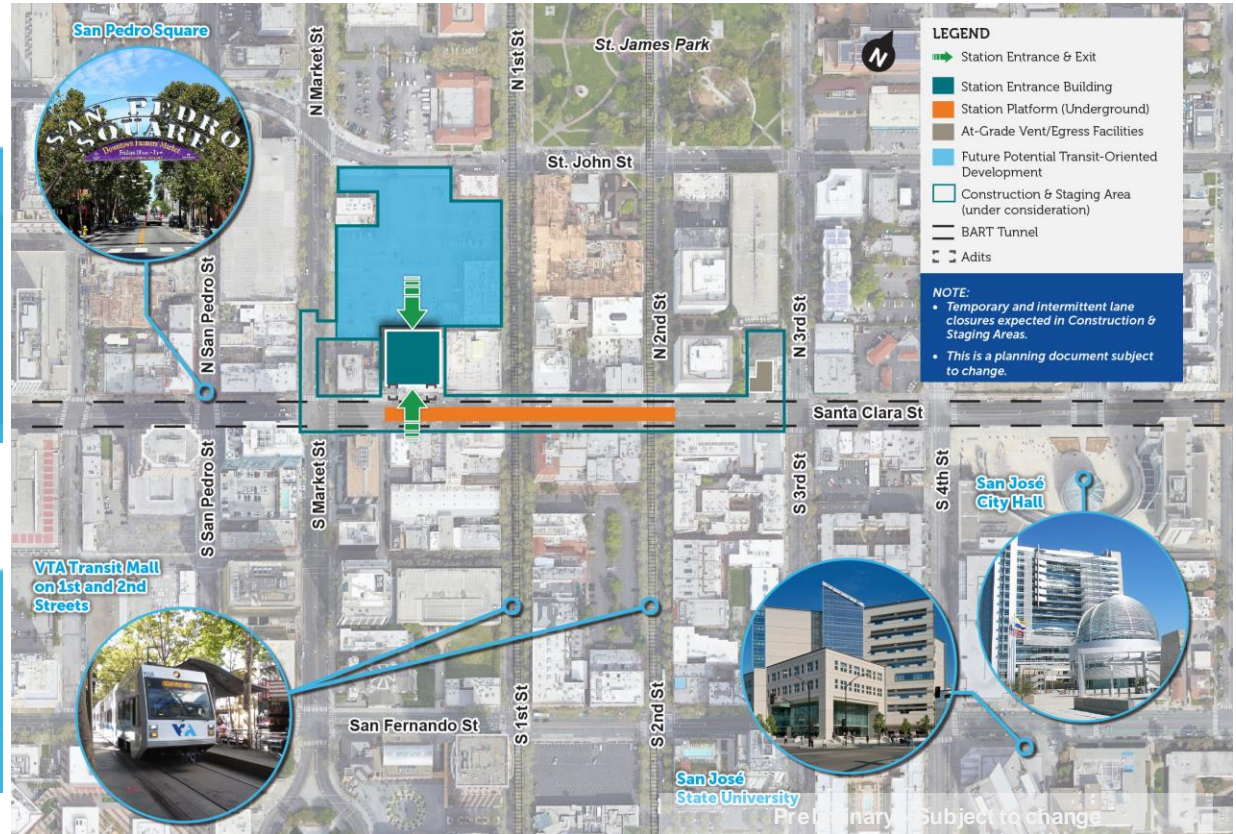 San Pedro Square
SAN PEDRO
SQUARE
Downtown Farmers Market
N Market St
N 1st St
St. James Park
N
LEGEND
Station Entrance & Exit
Station Entrance Building
Station Platform (Underground)
At-Grade Vent/Egress Facilities
Future Potential Transit-Oriented
Development
Construction & Staging Area
(under consideration)
BART Tunnel
Adits
NOTE:
• Temporary and intermittent lane
closures expected in Construction &
Staging Areas.
• This is a planning document subject
to change.
St. John St
N San Pedro St
N 2nd St
N 3rd St
Santa Clara St
S San Pedro St
S Market St
S 3rd St
S 4th St
San José
City Hall
VTA Transit Mall
on 1st and 2nd
Streets
VTA
San Fernando St
S 1st St
S 2nd St
San José
State University
Preliminary - Subject to change